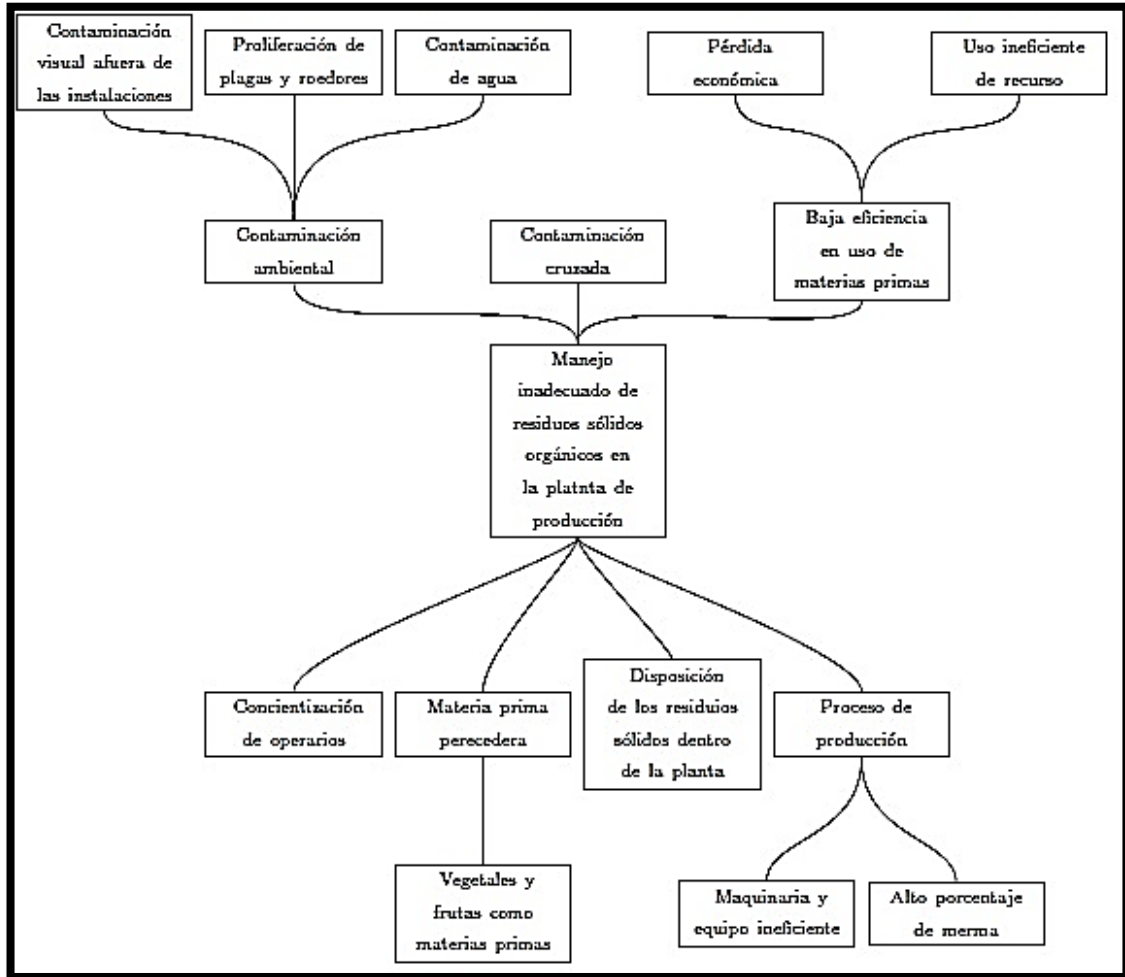 Contaminación
visual afuera de
las instalaciones
Proliferación de
plagas y roedores
Contaminación
de agua
Pérdida
económica
Uso ineficiente
de recurso
Contaminación
ambiental
Contaminación
cruzada
Baja eficiencia
en uso de
materias primas
Manejo
inadecuado de
residuos sólidos
orgánicos en
la platnta de
producción
Concientización
de operarios
Materia prima
perecedera
Disposición
de los residuios
sólidos dentro
de la planta
Proceso de
producción
Vegetales y
frutas como
materias primas
Maquinaria y
equipo ineficiente
Alto porcentaje
de merma